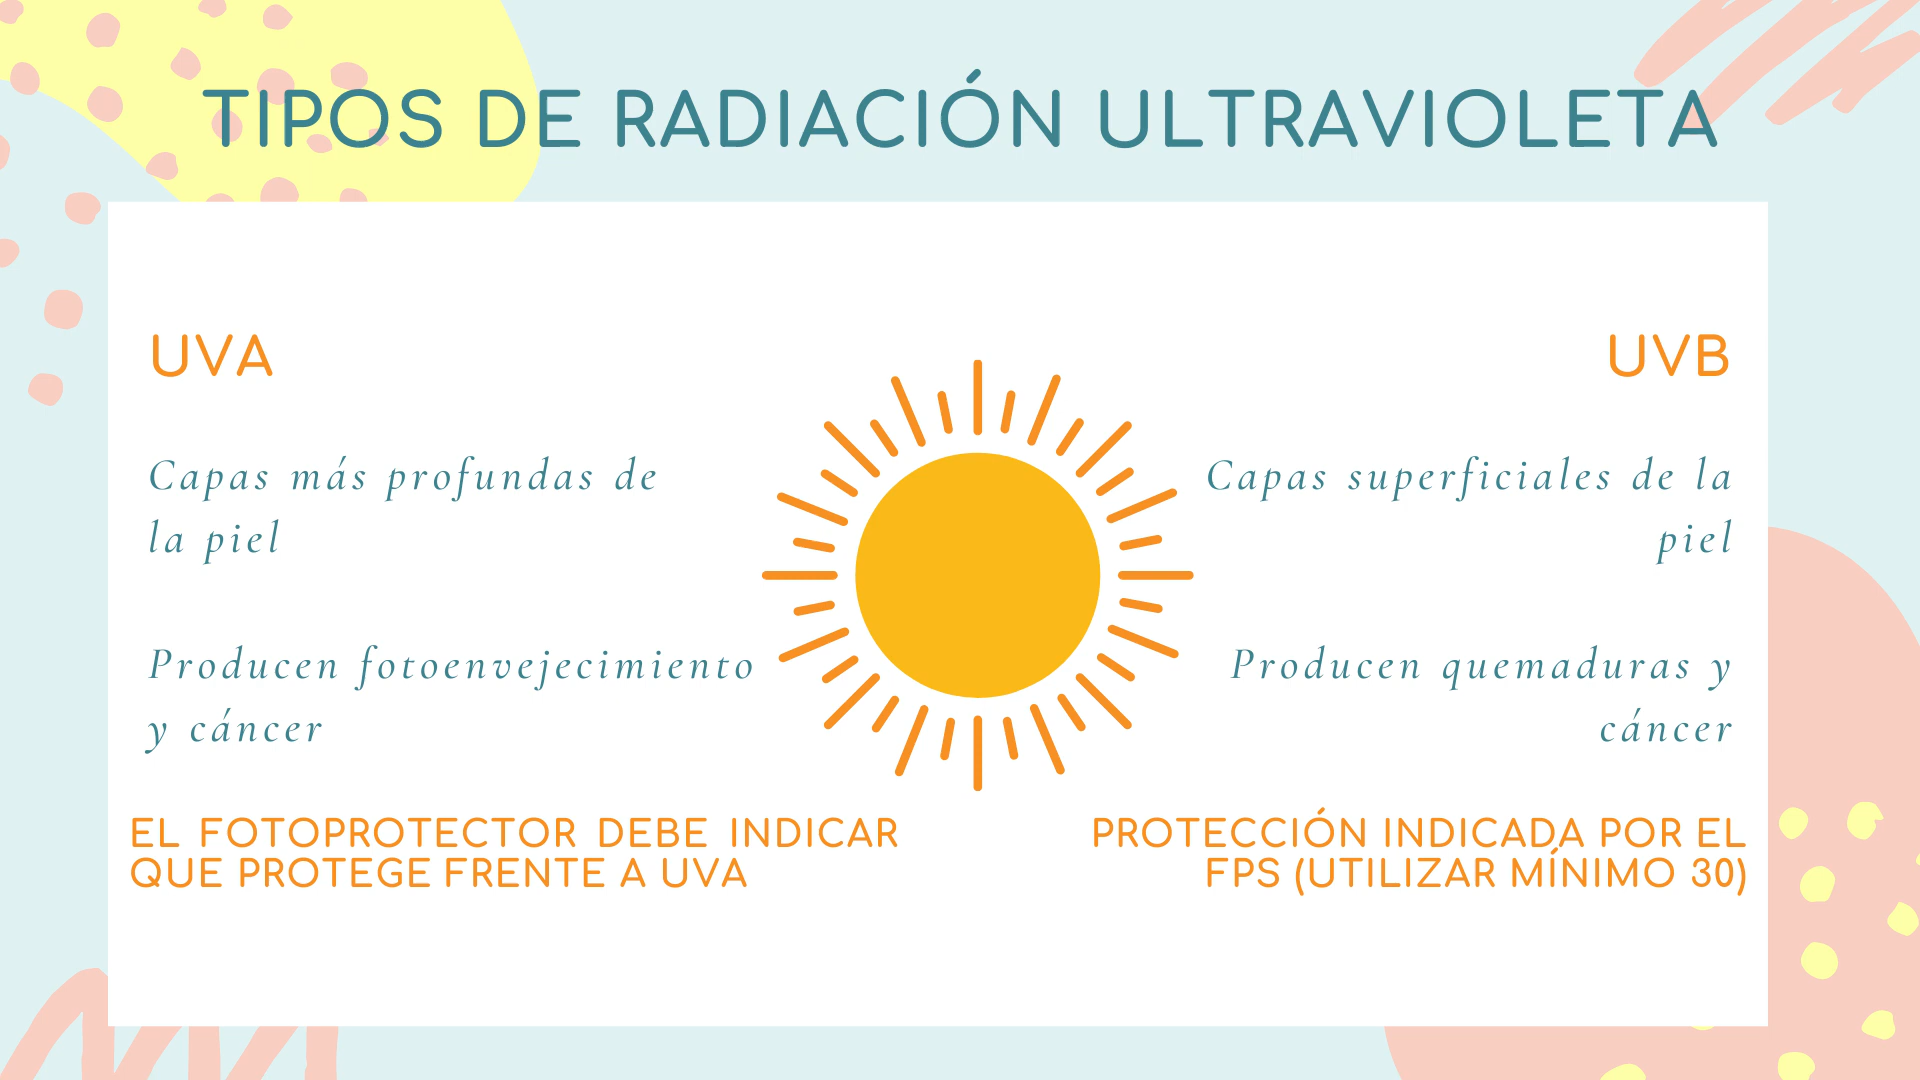 TIPOS DE RADIACIÓN ULTRAVIOLETA
UVA
Capas más profundas de
la piel
Producen fotoenvejecimiento
y cáncer
EL FOTOPROTECTOR DEBE INDICAR
QUE PROTEGE FRENTE A UVA
UVB
Capas superficiales de la
piel
Producen quemaduras y
cáncer
PROTECCIÓN INDICADA POR EL
FPS (UTILIZAR MÍNIMO 30)